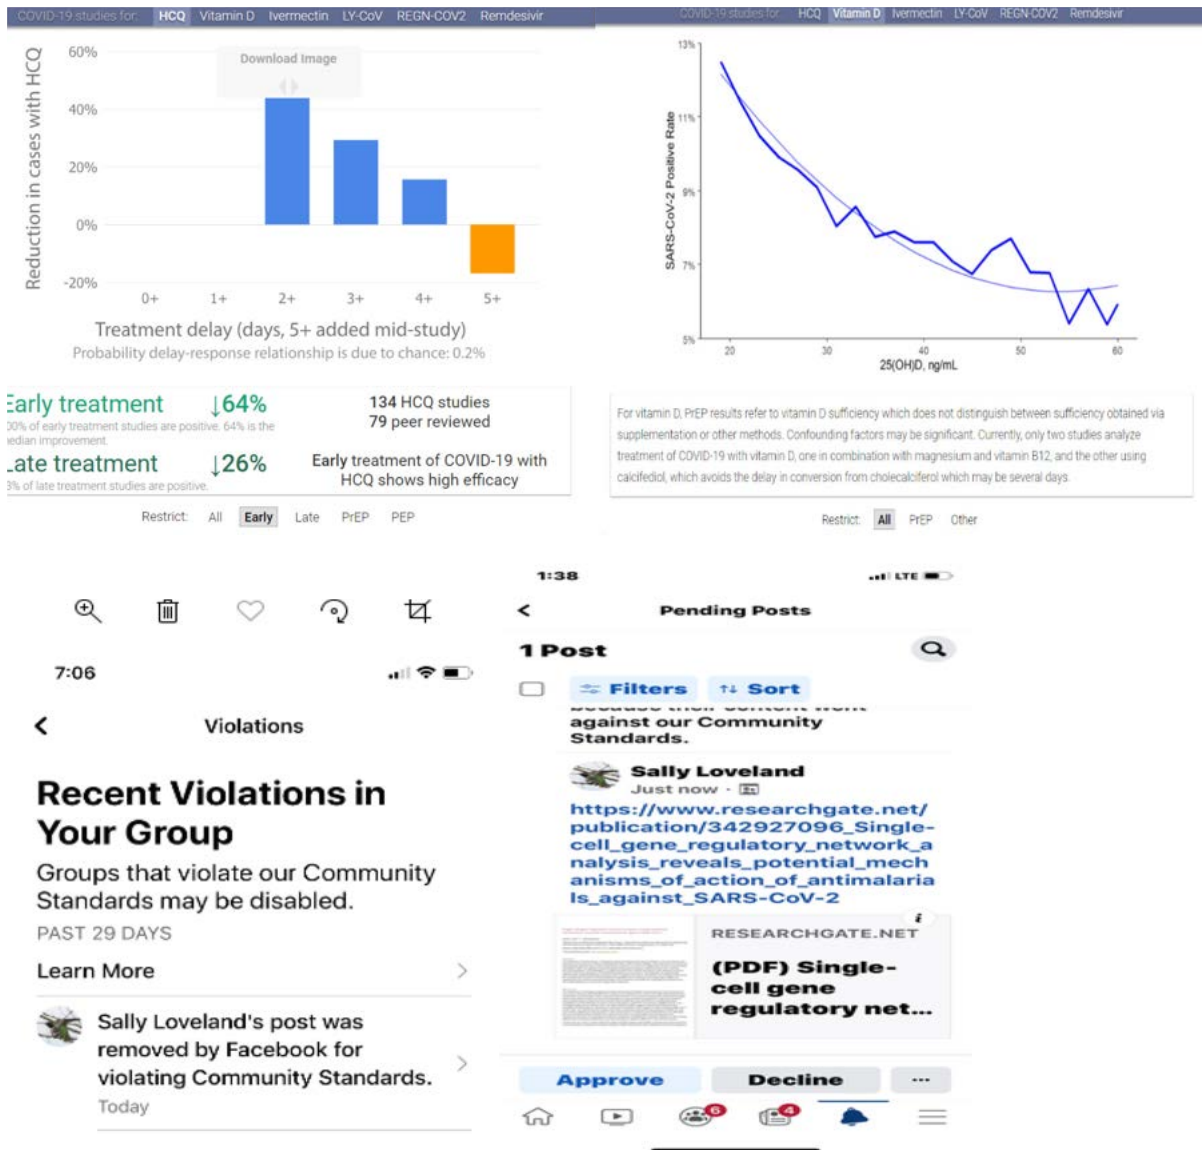 COVID-19 studies for: HCQ Vitamin D Ivermectin LY-CoV REGN-COV2 Remdesivir
Reduction in cases with HCQ
60%
Download Image
40%
20%
0%
-20%
0+ 1+ 2+ 3+ 4+ 5+
Treatment delay (days, 5+ added mid-study)
Probability delay-response relationship is due to chance: 0.2%
Early treatment ↓64%
00% of early treatment studies are positive. 64% is the
median improvement.
Late treatment ↓26%
3% of late treatment studies are positive.
134 HCQ studies
79 peer reviewed
Early treatment of COVID-19 with
HCQ shows high efficacy
Restrict: All Early Late PrEP PEP
COVID-19 studies for: HCQ Vitamin D Ivermectin LY-CoV REGN-COV2 Remdesivir
SARS-CoV-2 Positive Rate
13%
11%
9%
7%
5%
20 30 40 50 60
25(OH)D, ng/mL
For vitamin D, PrEP results refer to vitamin D sufficiency which does not distinguish between sufficiency obtained via
supplementation or other methods. Confounding factors may be significant. Currently, only two studies analyze
treatment of COVID-19 with vitamin D, one in combination with magnesium and vitamin B12, and the other using
calcifediol, which avoids the delay in conversion from cholecalciferol which may be several days.
Restrict: All PrEP Other
7:06
Violations
Recent Violations in
Your Group
Groups that violate our Community
Standards may be disabled.
PAST 29 DAYS
Learn More
Sally Loveland's post was
removed by Facebook for
violating Community Standards.
Today
1:38 LTE
Pending Posts
1 Post
Filters Sort
because their content went
against our Community
Standards.
Sally Loveland
Just now ·
https://www.researchgate.net/
publication/342927096_Single-
cell_gene_regulatory_network_a
nalysis_reveals_potential_mech
anisms_of_action_of_antimalaria
ls_against_SARS-CoV-2
RESEARCHGATE.NET
(PDF) Single-
cell gene
regulatory net...
Approve Decline ...
6 4